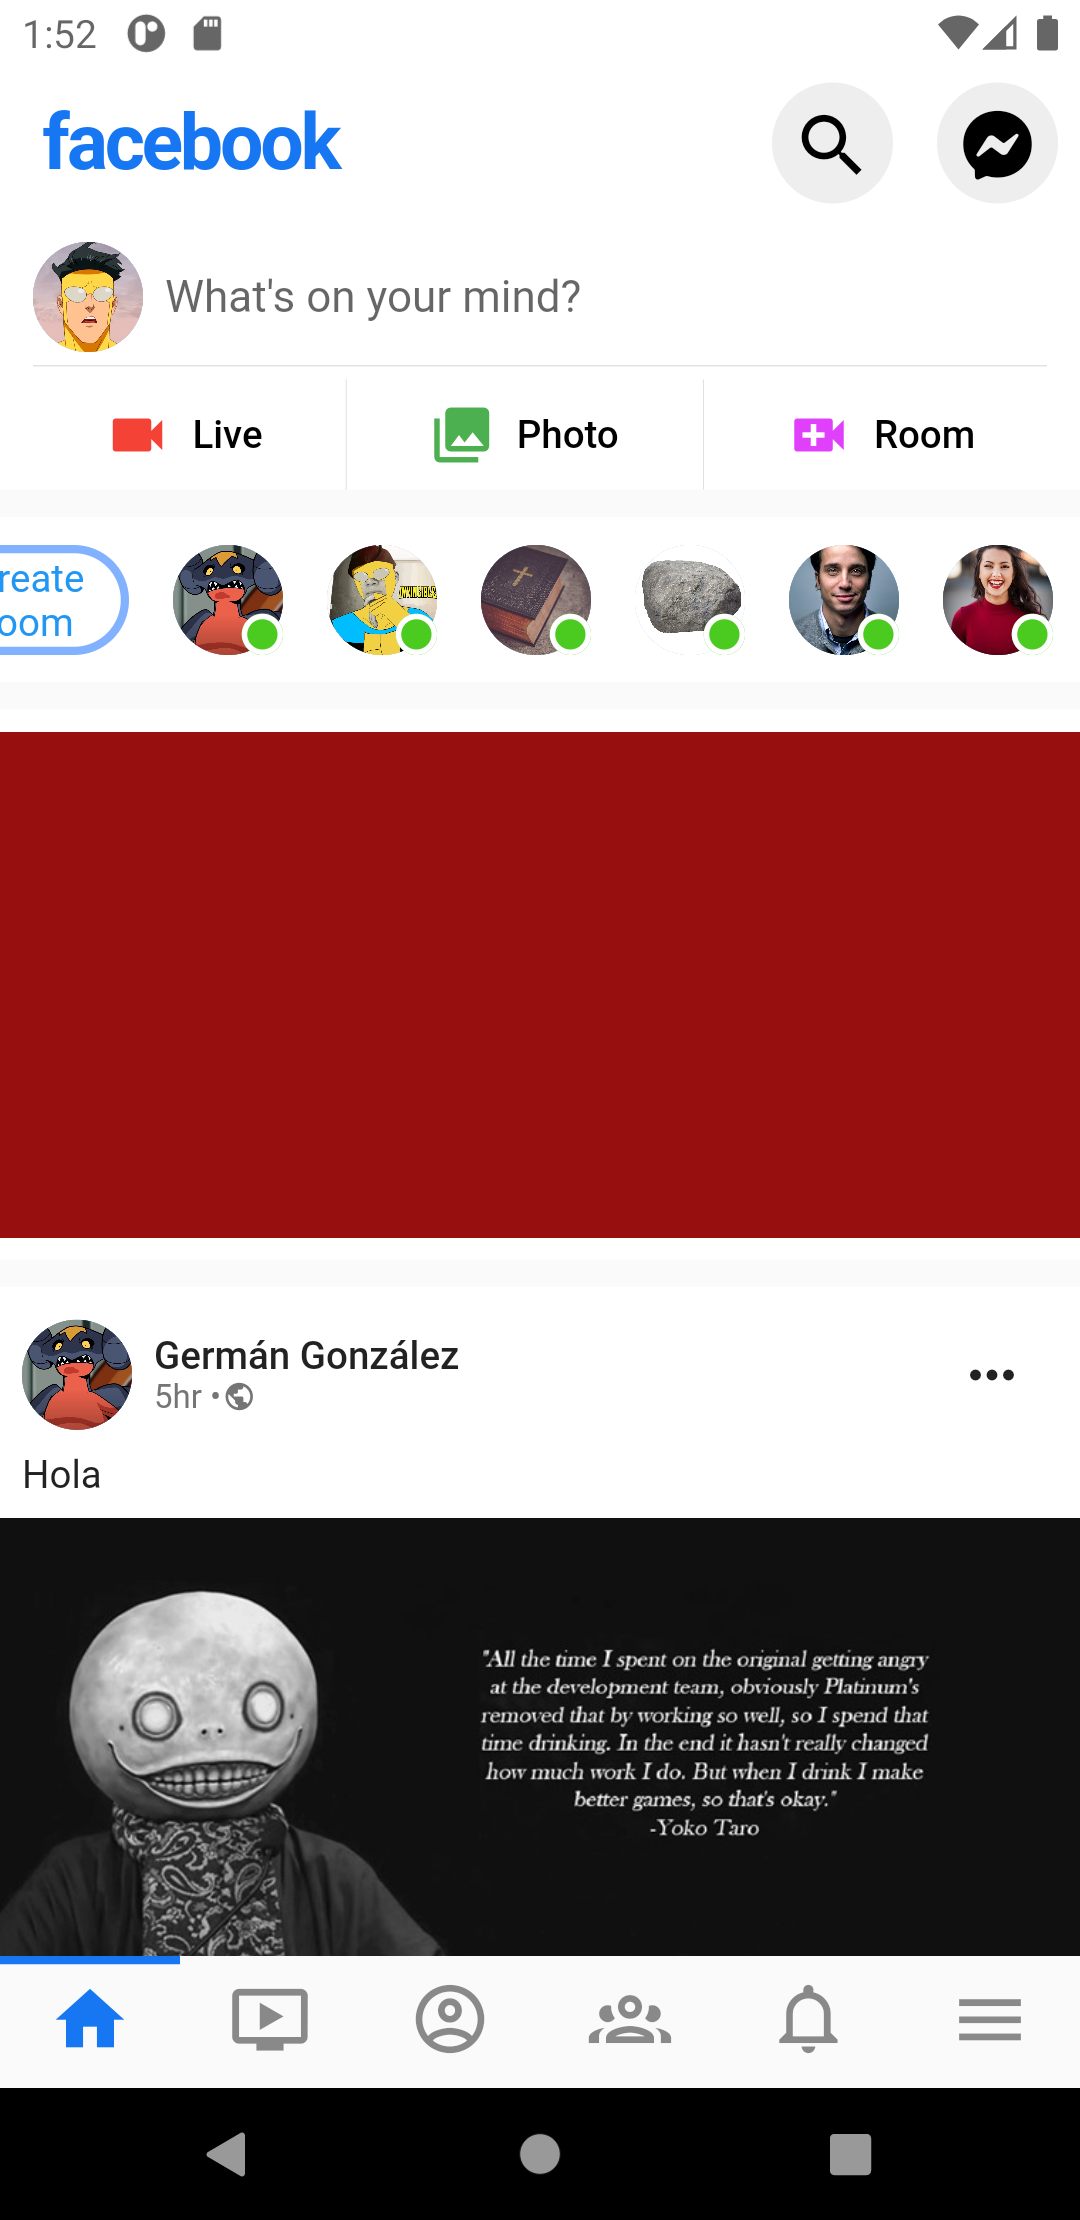 1:52
facebook
What's on your mind?
Live
Photo
Room
reate
oom
Germán González
5hr •
Hola
"All the time I spent on the original getting angry
at the development team, obviously Platinum's
removed that by working so well, so I spend that
time drinking. In the end it hasn't really changed
how much work I do. But when I drink I make
better games, so that's okay."
-Yoko Taro